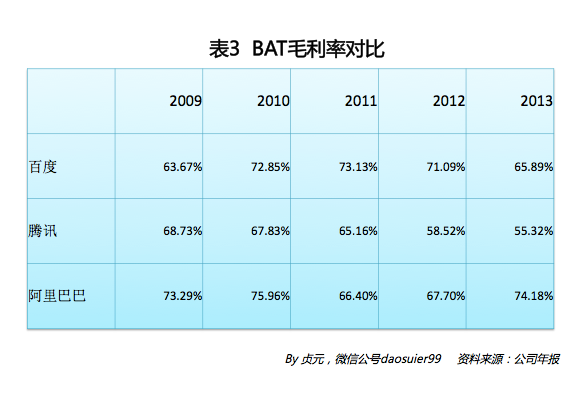 表3 BAT毛利率对比
2009 2010 2011 2012 2013
百度 63.67% 72.85% 73.13% 71.09% 65.89%
腾讯 68.73% 67.83% 65.16% 58.52% 55.32%
阿里巴巴 73.29% 75.96% 66.40% 67.70% 74.18%
By 贞元，微信公号daosuier99 资料来源：公司年报